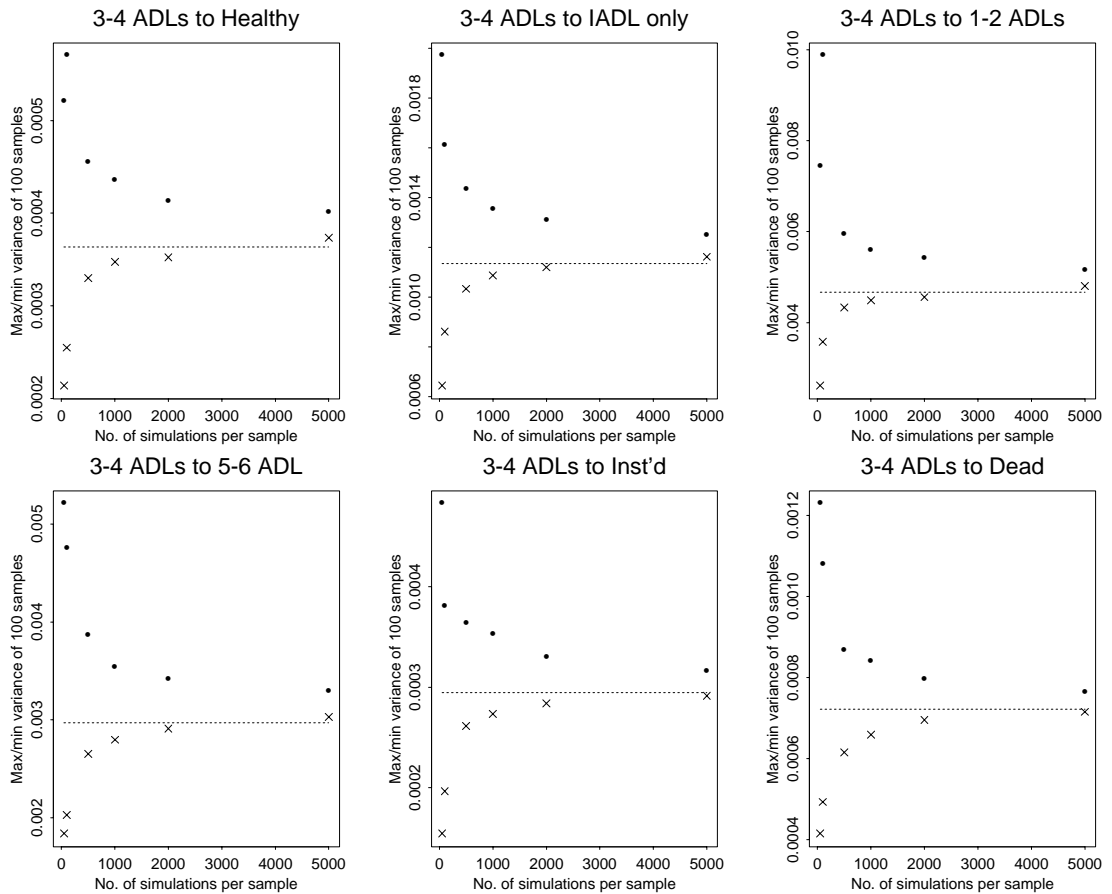 3-4 ADLs to Healthy
Max/min variance of 100 samples
0.0002 0.0003 0.0004 0.0005
0 1000 2000 3000 4000 5000
No. of simulations per sample
3-4 ADLs to IADL only
Max/min variance of 100 samples
0.0006 0.0010 0.0014 0.0018
0 1000 2000 3000 4000 5000
No. of simulations per sample
3-4 ADLs to 1-2 ADLs
Max/min variance of 100 samples
0.004 0.006 0.008 0.010
0 1000 2000 3000 4000 5000
No. of simulations per sample
3-4 ADLs to 5-6 ADL
Max/min variance of 100 samples
0.002 0.003 0.004 0.005
0 1000 2000 3000 4000 5000
No. of simulations per sample
3-4 ADLs to Inst'd
Max/min variance of 100 samples
0.0002 0.0003 0.0004
0 1000 2000 3000 4000 5000
No. of simulations per sample
3-4 ADLs to Dead
Max/min variance of 100 samples
0.0004 0.0006 0.0008 0.0010 0.0012
0 1000 2000 3000 4000 5000
No. of simulations per sample